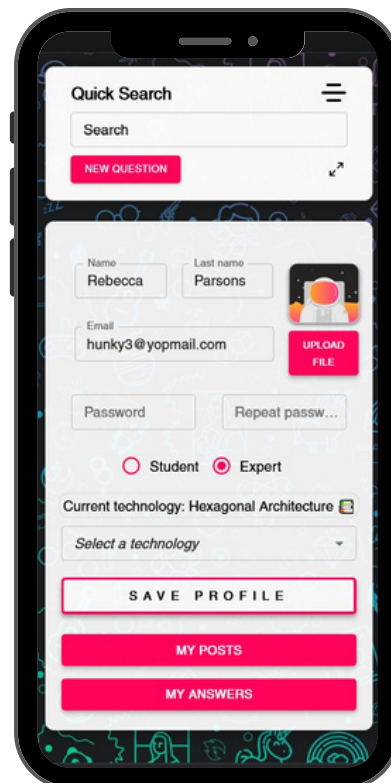 Quick Search
Search
NEW QUESTION
Name
Rebecca
Last name
Parsons
Email
hunky3@yopmail.com
UPLOAD
FILE
Password
Repeat passw...
Student
Expert
Current technology: Hexagonal Architecture
Select a technology
SAVE PROFILE
MY POSTS
MY ANSWERS